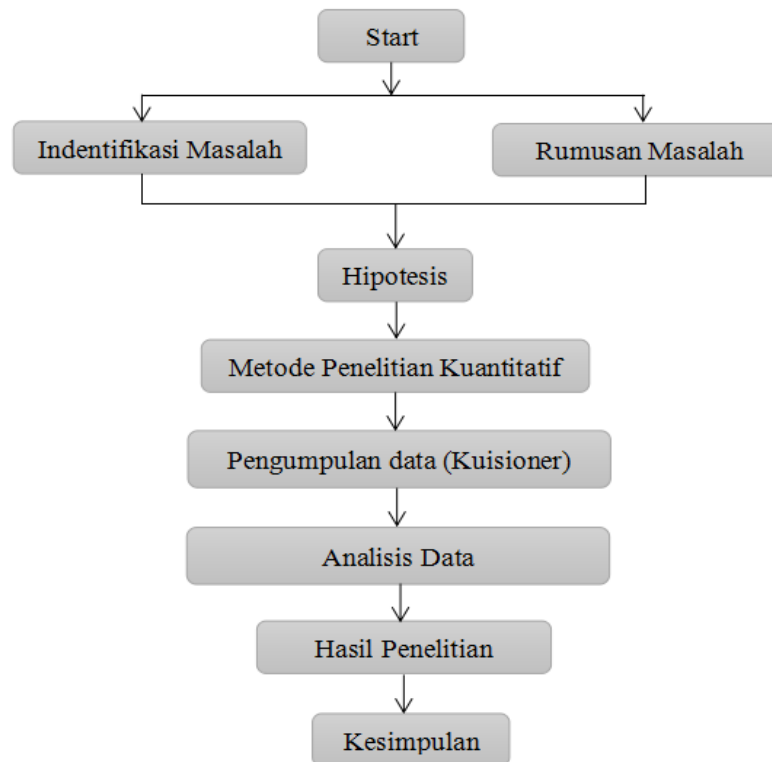 Start
Indentifikasi Masalah
Rumusan Masalah
Hipotesis
Metode Penelitian Kuantitatif
Pengumpulan data (Kuisioner)
Analisis Data
Hasil Penelitian
Kesimpulan